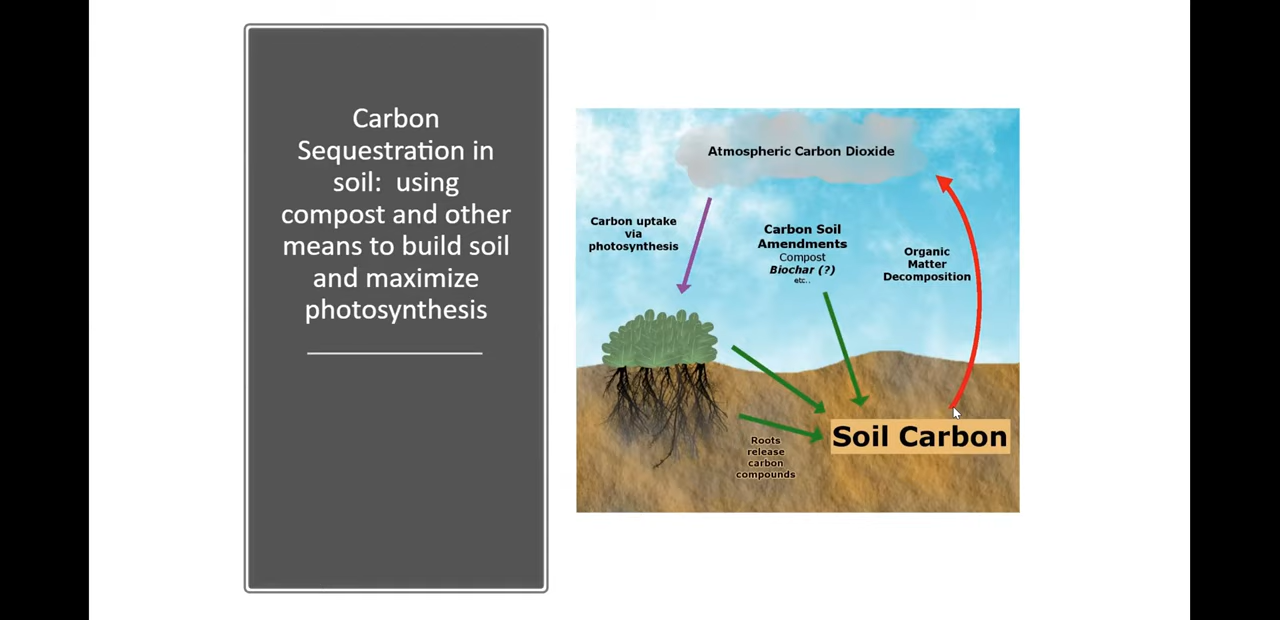 Carbon
Sequestration in
soil:  using
compost and other
means to build soil
and maximize
photosynthesis
Atmospheric Carbon Dioxide
Carbon uptake
via
photosynthesis
Carbon Soil
Amendments
Compost
Biochar (?)
etc..
Organic
Matter
Decomposition
Soil Carbon
Roots
release
carbon
compounds